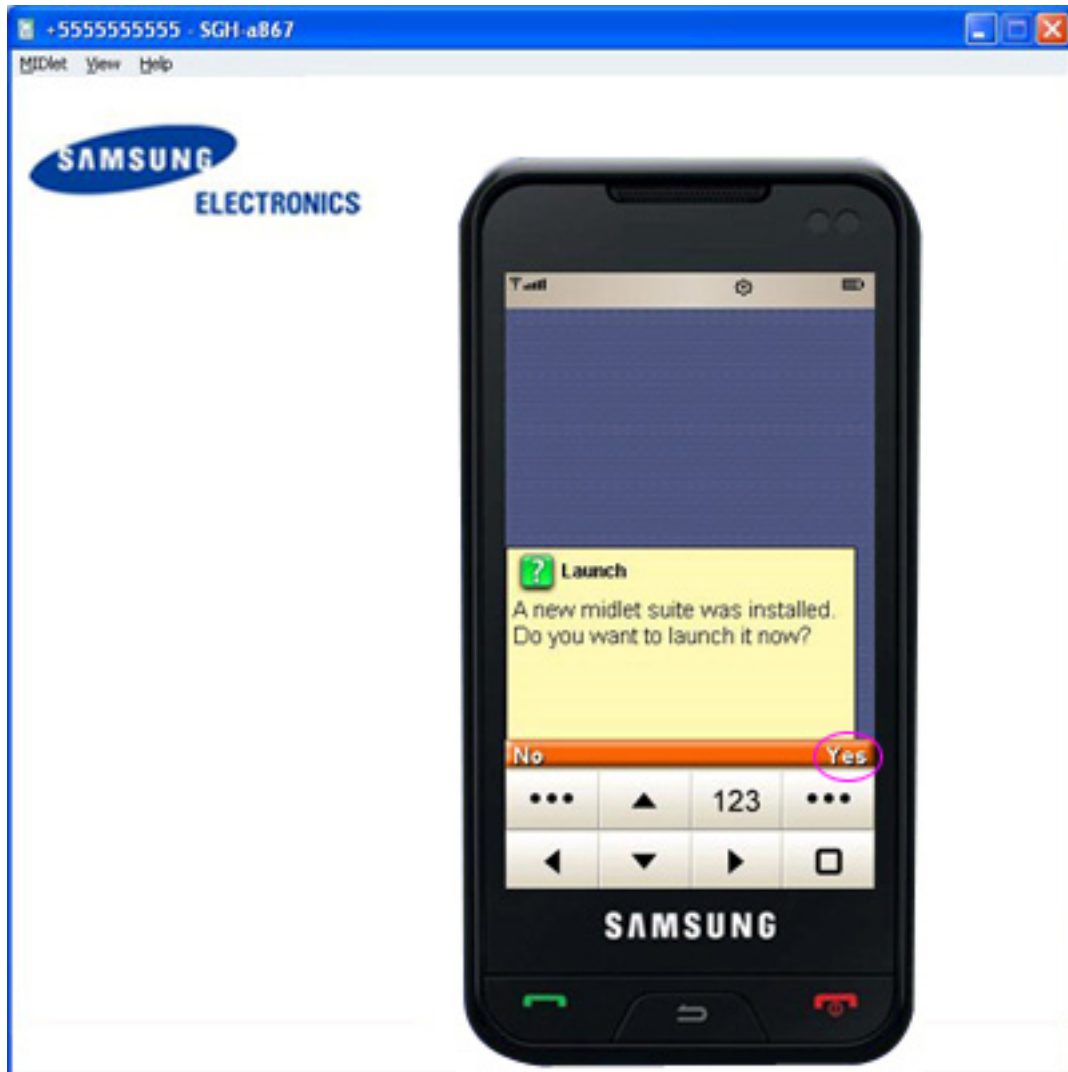 +5555555555 - SGH-a867
MIDlet View Help
SAMSUNG
ELECTRONICS
Launch
A new midlet suite was installed.
Do you want to launch it now?
No Yes
123
SAMSUNG